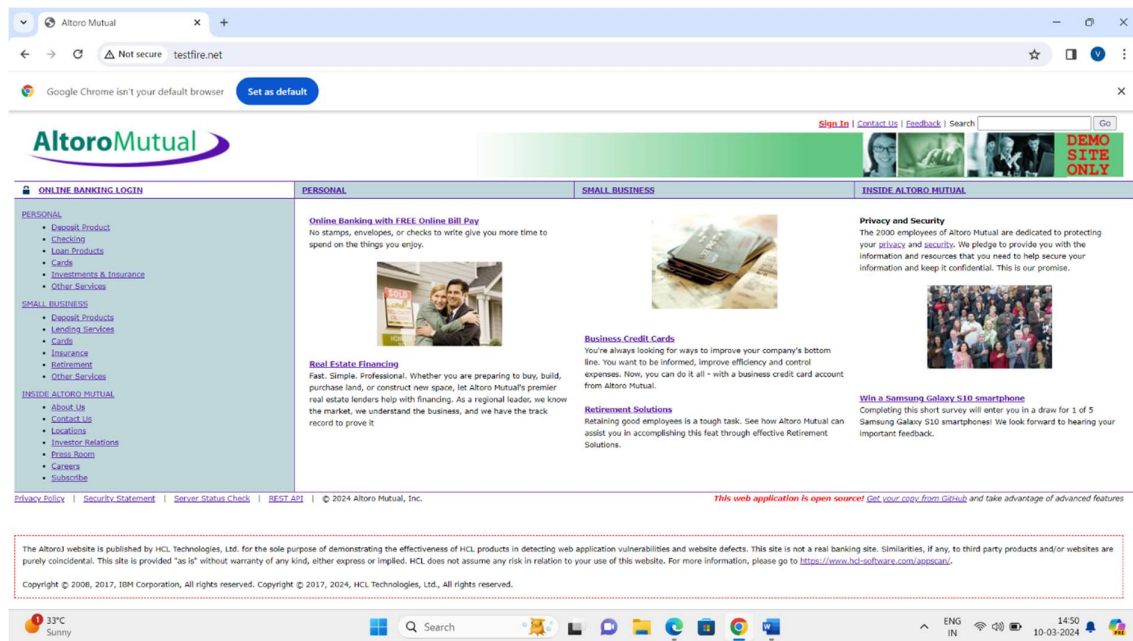 Altoro Mutual
Not secure testfire.net
V
Google Chrome isn't your default browser Set as default
Sign In | Contact Us | Feedback | Search Go
AltoroMutual
DEMO
SITE
ONLY
ONLINE BANKING LOGIN PERSONAL SMALL BUSINESS INSIDE ALTORO MUTUAL
PERSONAL
Deposit Product
Checking
Loan Products
Cards
Investments & Insurance
Other Services
SMALL BUSINESS
Deposit Products
Lending Services
Cards
Insurance
Retirement
Other Services
INSIDE ALTORO MUTUAL
About Us
Contact Us
Locations
Investor Relations
Press Room
Careers
Subscribe
Online Banking with FREE Online Bill Pay
No stamps, envelopes, or checks to write give you more time to
spend on the things you enjoy.
SOLD
Real Estate Financing
Fast. Simple. Professional. Whether you are preparing to buy, build,
purchase land, or construct new space, let Altoro Mutual's premier
real estate lenders help with financing. As a regional leader, we know
the market, we understand the business, and we have the track
record to prove it
Business Credit Cards
You're always looking for ways to improve your company's bottom
line. You want to be informed, improve efficiency and control
expenses. Now, you can do it all - with a business credit card account
from Altoro Mutual.
Retirement Solutions
Retaining good employees is a tough task. See how Altoro Mutual can
assist you in accomplishing this feat through effective Retirement
Solutions.
Privacy and Security
The 2000 employees of Altoro Mutual are dedicated to protecting
your privacy and security. We pledge to provide you with the
information and resources that you need to help secure your
information and keep it confidential. This is our promise.
Win a Samsung Galaxy S10 smartphone
Completing this short survey will enter you in a draw for 1 of 5
Samsung Galaxy S10 smartphones! We look forward to hearing your
important feedback.
Privacy Policy | Security Statement | Server Status Check | REST API | © 2024 Altoro Mutual, Inc. This web application is open source! Get your copy from GitHub and take advantage of advanced features
The AltoroJ website is published by HCL Technologies, Ltd. for the sole purpose of demonstrating the effectiveness of HCL products in detecting web application vulnerabilities and website defects. This site is not a real banking site. Similarities, if any, to third party products and/or websites are
purely coincidental. This site is provided "as is" without warranty of any kind, either express or implied. HCL does not assume any risk in relation to your use of this website. For more information, please go to https://www.hcl-software.com/appscan/.
Copyright © 2008, 2017, IBM Corporation, All rights reserved. Copyright © 2017, 2024, HCL Technologies, Ltd., All rights reserved.
1
33°C
Sunny
Search
ENG
IN
14:50
10-03-2024
PRE